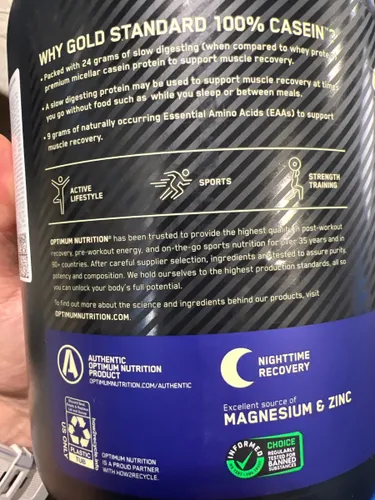 WHY GOLD STANDARD 100% CASEIN™?
• Packed with 24 grams of slow digesting (when compared to whey protein)
premium micellar casein protein to support muscle recovery.
• A slow digesting protein may be used to support muscle recovery at times
you go without food such as while you sleep or between meals.
• 9 grams of naturally occurring Essential Amino Acids (EAAs) to support
muscle recovery.
ACTIVE
LIFESTYLE
SPORTS
STRENGTH
TRAINING
OPTIMUM NUTRITION® has been trusted to provide the highest quality in post-workout
recovery, pre-workout energy, and on-the-go sports nutrition for over 35 years and in
90+ countries. After careful supplier selection, ingredients are tested to assure purity,
potency and composition. We hold ourselves to the highest production standards, all so
you can unlock your body's full potential.
To find out more about the science and ingredients behind our products, visit
OPTIMUMNUTRITION.COM.
AUTHENTIC
OPTIMUM NUTRITION
PRODUCT
OPTIMUMNUTRITION.COM/AUTHENTIC
NIGHTTIME
RECOVERY
Excellent source of
MAGNESIUM & ZINC
US ONLY
PLASTIC
TUB
how2recycle.info
OPTIMUM NUTRITION
IS A PROUD PARTNER
WITH HOW2RECYCLE.
INFORMED
CHOICE
REGULARLY
TESTED FOR
BANNED
SUBSTANCES